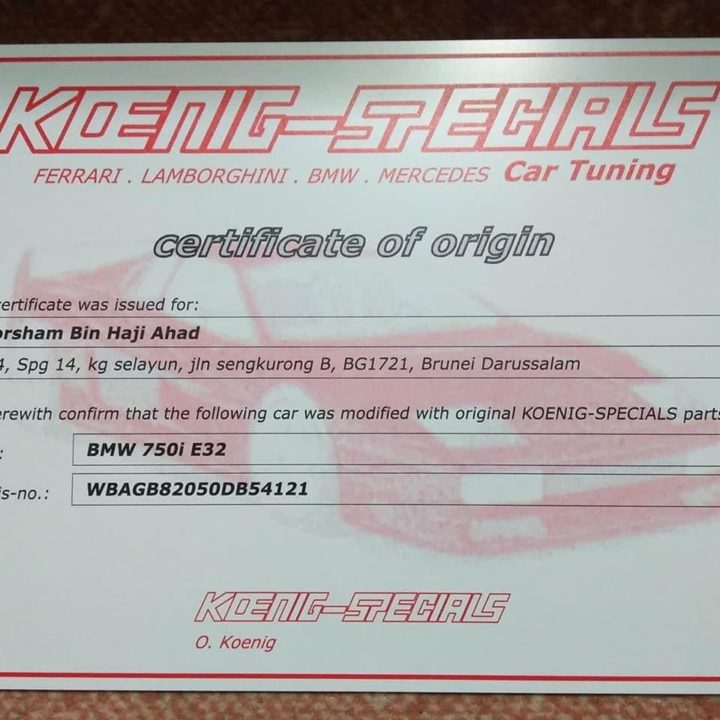 KOENIG-SPECIALS
FERRARI . LAMBORGHINI . BMW . MERCEDES Car Tuning
certificate of origin
certificate was issued for:
orsham Bin Haji Ahad
4, Spg 14, kg selayun, jln sengkurong B, BG1721, Brunei Darussalam
erewith confirm that the following car was modified with original KOENIG-SPECIALS parts
: BMW 750i E32
is-no.: WBAGB82050DB54121
KOENIG-SPECIALS
O. Koenig